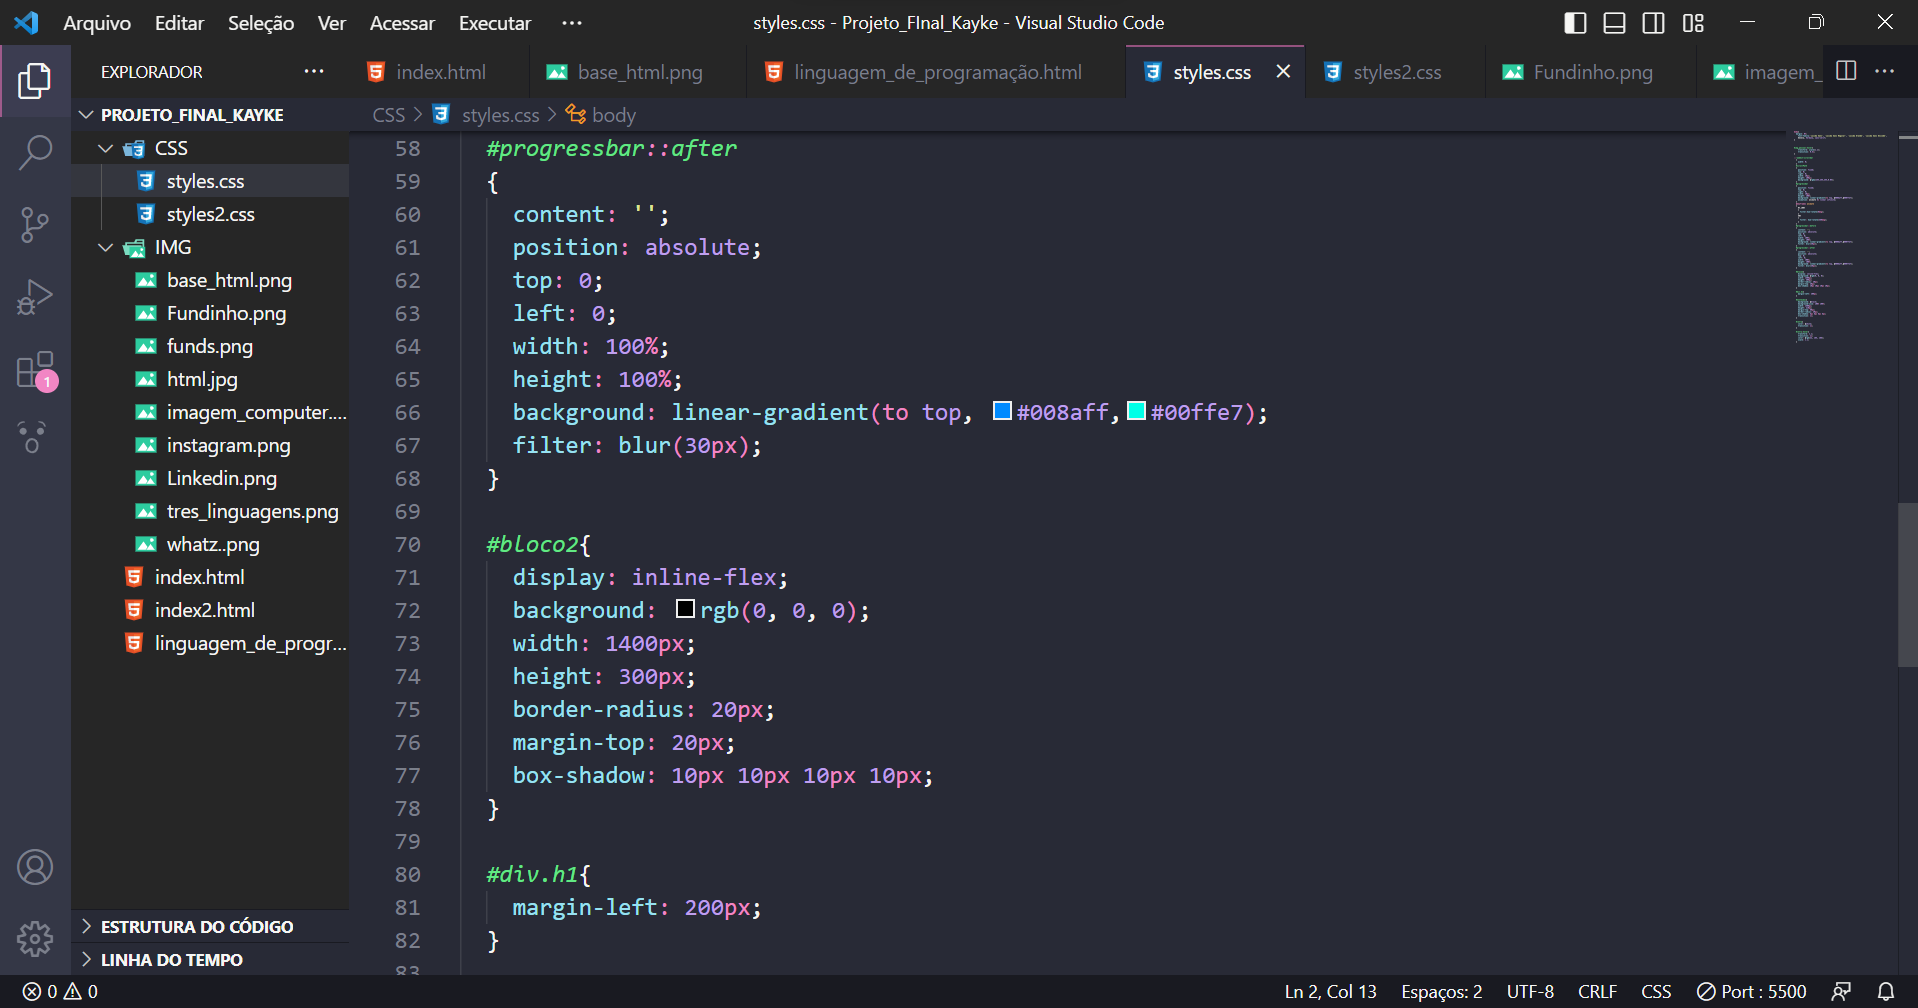 Arquivo Editar Seleção Ver Acessar Executar ···
styles.css - Projeto_FInal_Kayke - Visual Studio Code
EXPLORADOR ···
index.html
base_html.png
linguagem_de_programação.html
styles.css
styles2.css
Fundinho.png
imagem_
···
PROJETO_FINAL_KAYKE
CSS
styles.css
styles2.css
IMG
base_html.png
Fundinho.png
funds.png
html.jpg
imagem_computer....
instagram.png
Linkedin.png
tres_linguagens.png
whatz..png
index.html
index2.html
linguagem_de_progr...
ESTRUTURA DO CÓDIGO
LINHA DO TEMPO
1
CSS > styles.css > body
58 #progressbar::after
59 {
60 content: '';
61 position: absolute;
62 top: 0;
63 left: 0;
64 width: 100%;
65 height: 100%;
66 background: linear-gradient(to top, #008aff, #00ffe7);
67 filter: blur(30px);
68 }
69
70 #bloco2{
71 display: inline-flex;
72 background: rgb(0, 0, 0);
73 width: 1400px;
74 height: 300px;
75 border-radius: 20px;
76 margin-top: 20px;
77 box-shadow: 10px 10px 10px 10px;
78 }
79
80 #div.h1{
81 margin-left: 200px;
82 }
83
0 0
Ln 2, Col 13 Espaços: 2 UTF-8 CRLF CSS Port : 5500